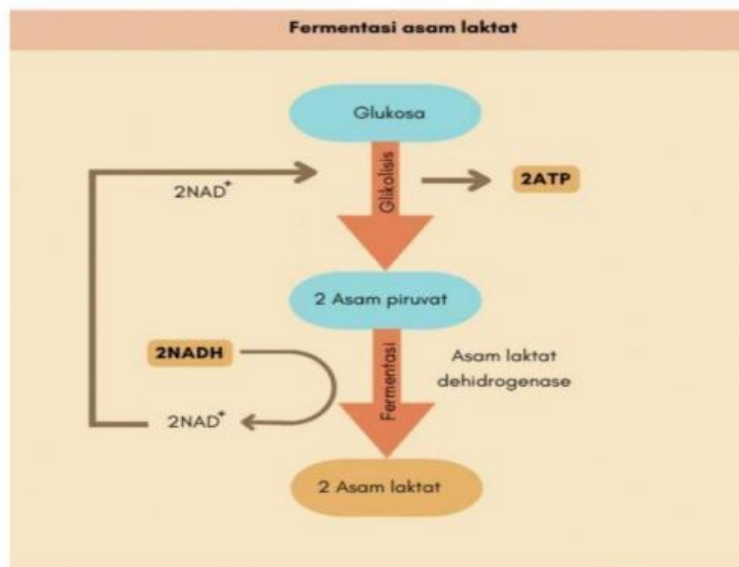 Fermentasi asam laktat
Glukosa
2NAD⁺
Glikolisis
2ATP
2 Asam piruvat
2NADH
Fermentasi
Asam laktat
dehidrogenase
2NAD⁺
2 Asam laktat